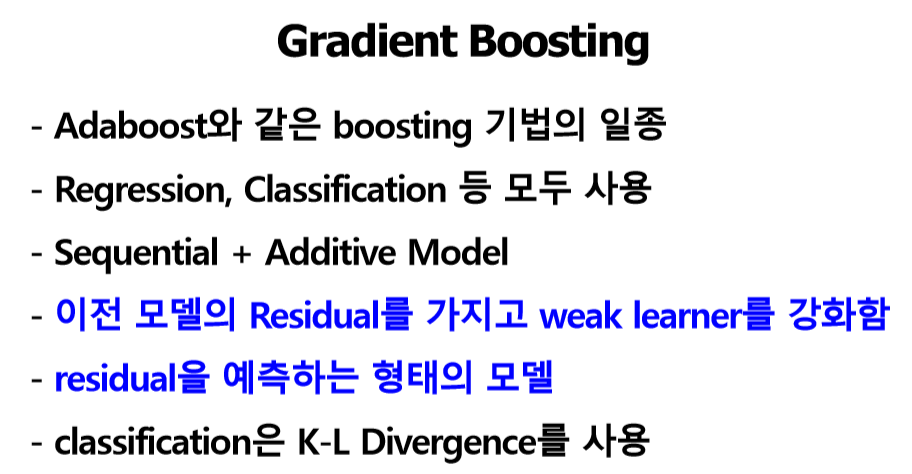 Gradient Boosting
- Adaboost와 같은 boosting 기법의 일종
- Regression, Classification 등 모두 사용
- Sequential + Additive Model
- 이전 모델의 Residual를 가지고 weak learner를 강화함
- residual을 예측하는 형태의 모델
- classification은 K-L Divergence를 사용